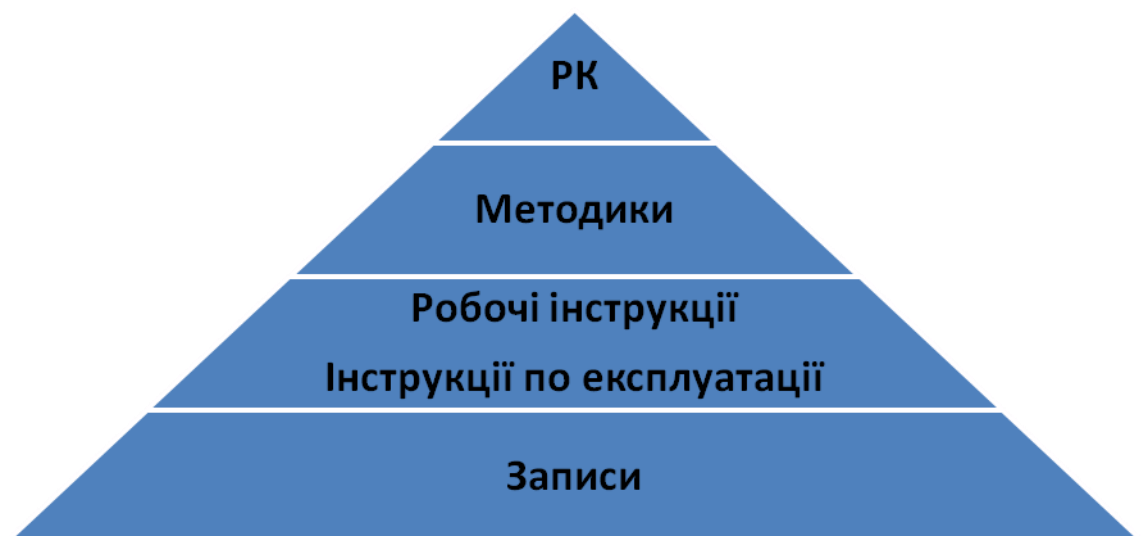 РК
Методики
Робочі інструкції
Інструкції по експлуатації
Записи